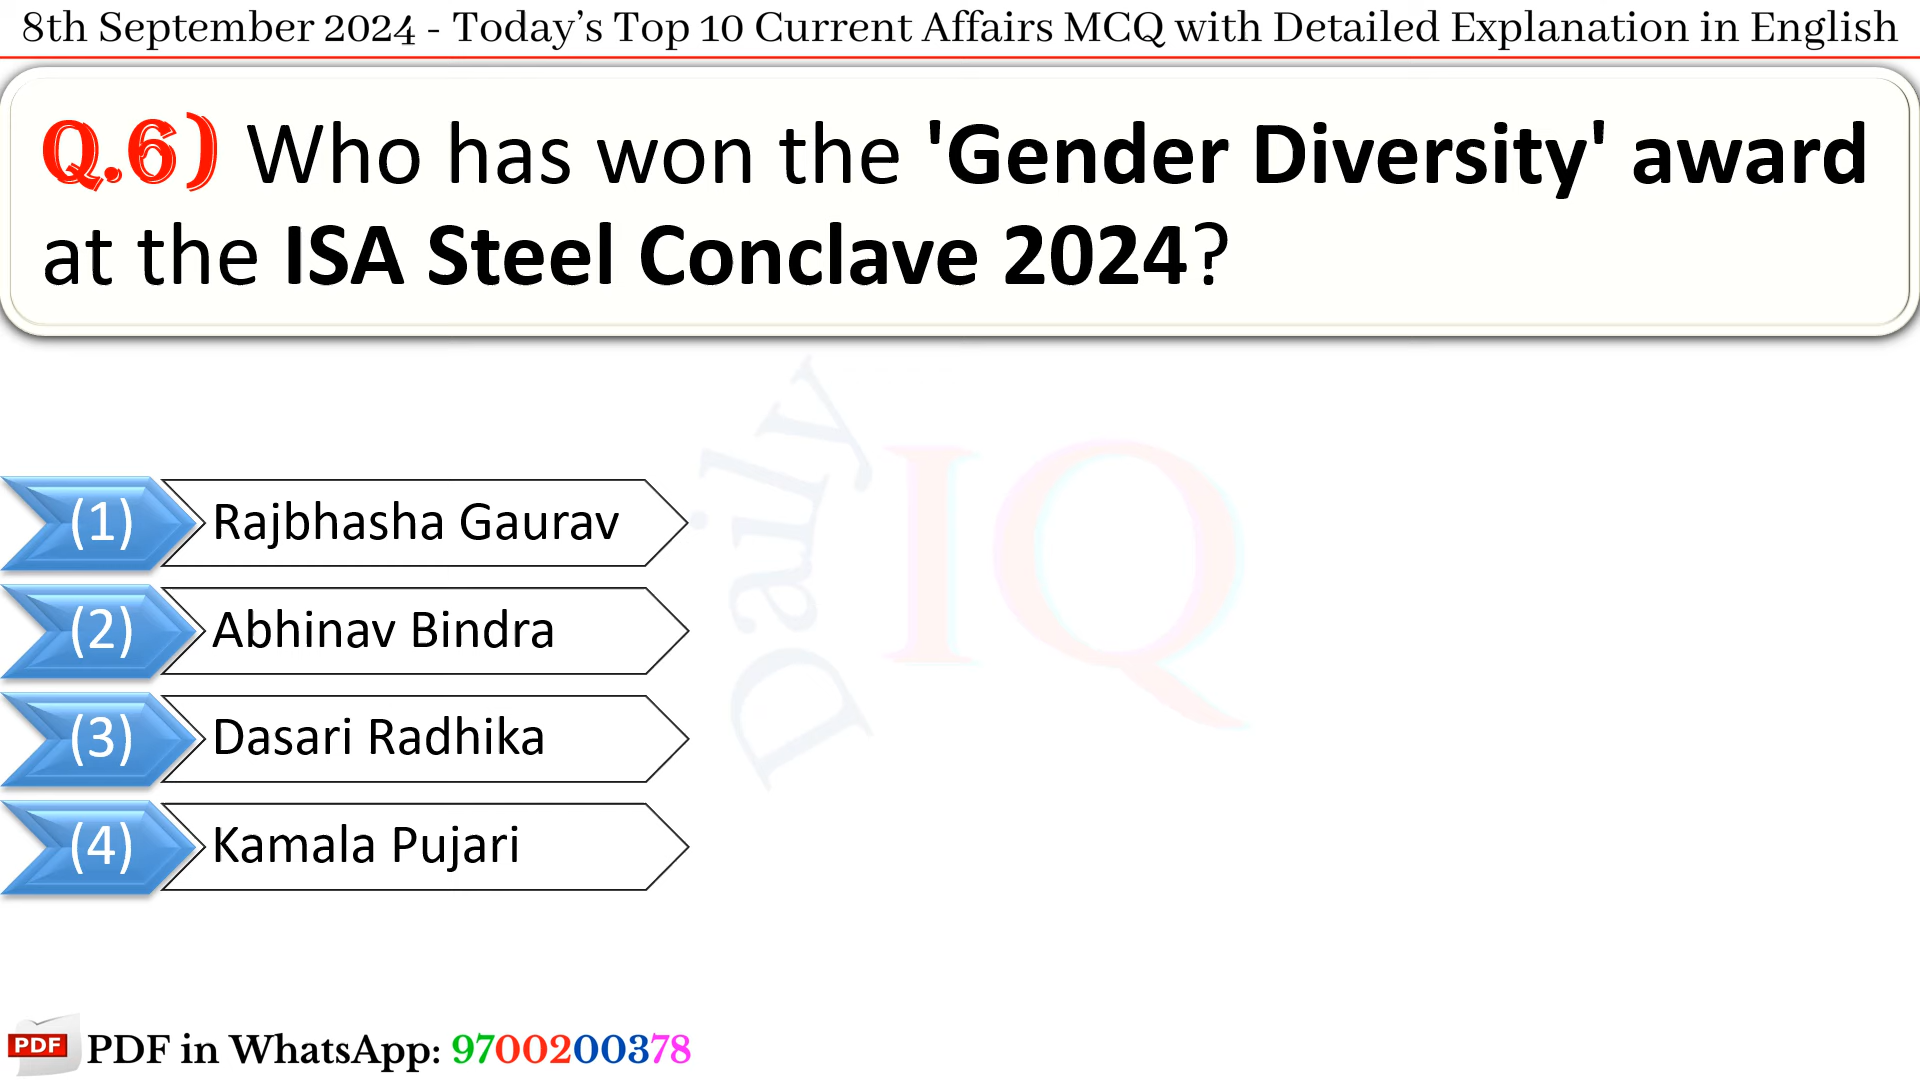 8th September 2024 - Today’s Top 10 Current Affairs MCQ with Detailed Explanation in English
Q.6) Who has won the 'Gender Diversity' award
at the ISA Steel Conclave 2024?
Daily IQ
(1) Rajbhasha Gaurav
(2) Abhinav Bindra
(3) Dasari Radhika
(4) Kamala Pujari
PDF PDF in WhatsApp: 9700200378